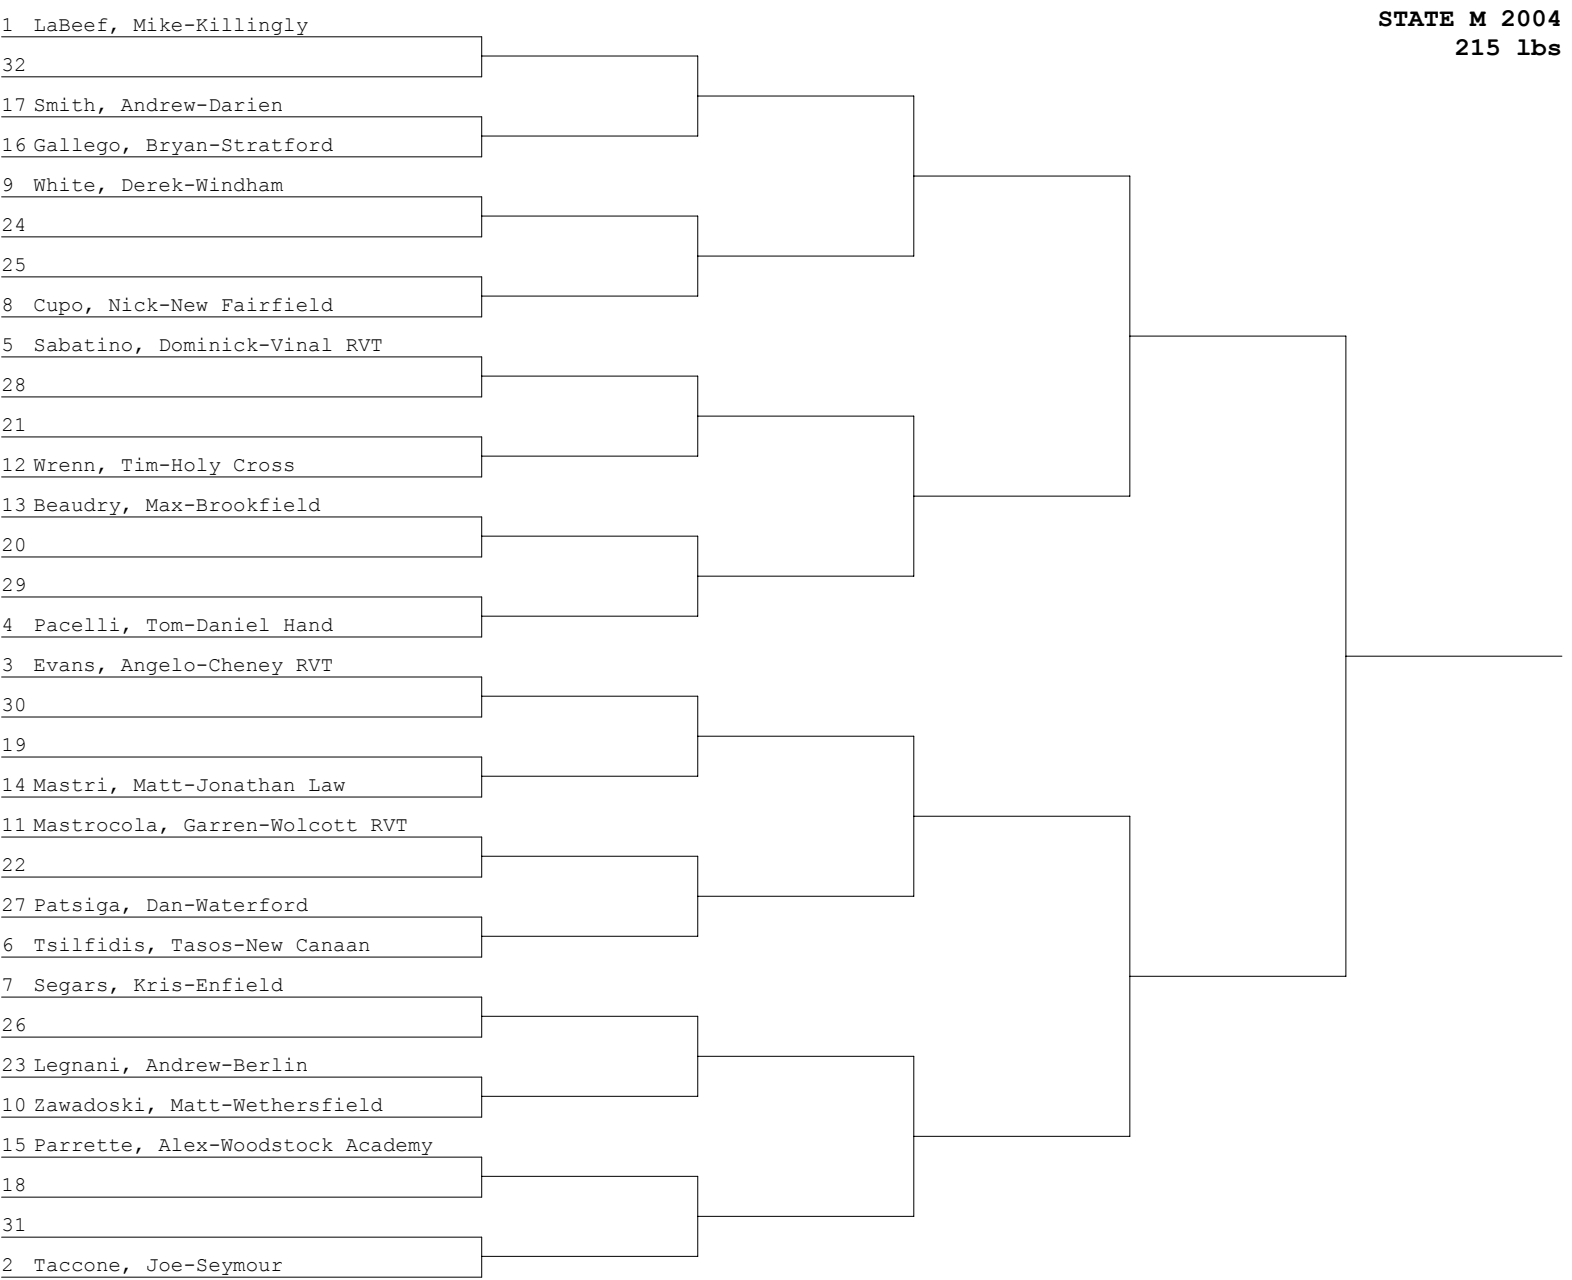 STATE M 2004
215 lbs
1 LaBeef, Mike-Killingly
32
17 Smith, Andrew-Darien
16 Gallego, Bryan-Stratford
9 White, Derek-Windham
24
25
8 Cupo, Nick-New Fairfield
5 Sabatino, Dominick-Vinal RVT
28
21
12 Wrenn, Tim-Holy Cross
13 Beaudry, Max-Brookfield
20
29
4 Pacelli, Tom-Daniel Hand
3 Evans, Angelo-Cheney RVT
30
19
14 Mastri, Matt-Jonathan Law
11 Mastrocola, Garren-Wolcott RVT
22
27 Patsiga, Dan-Waterford
6 Tsilfidis, Tasos-New Canaan
7 Segars, Kris-Enfield
26
23 Legnani, Andrew-Berlin
10 Zawadoski, Matt-Wethersfield
15 Parrette, Alex-Woodstock Academy
18
31
2 Taccone, Joe-Seymour